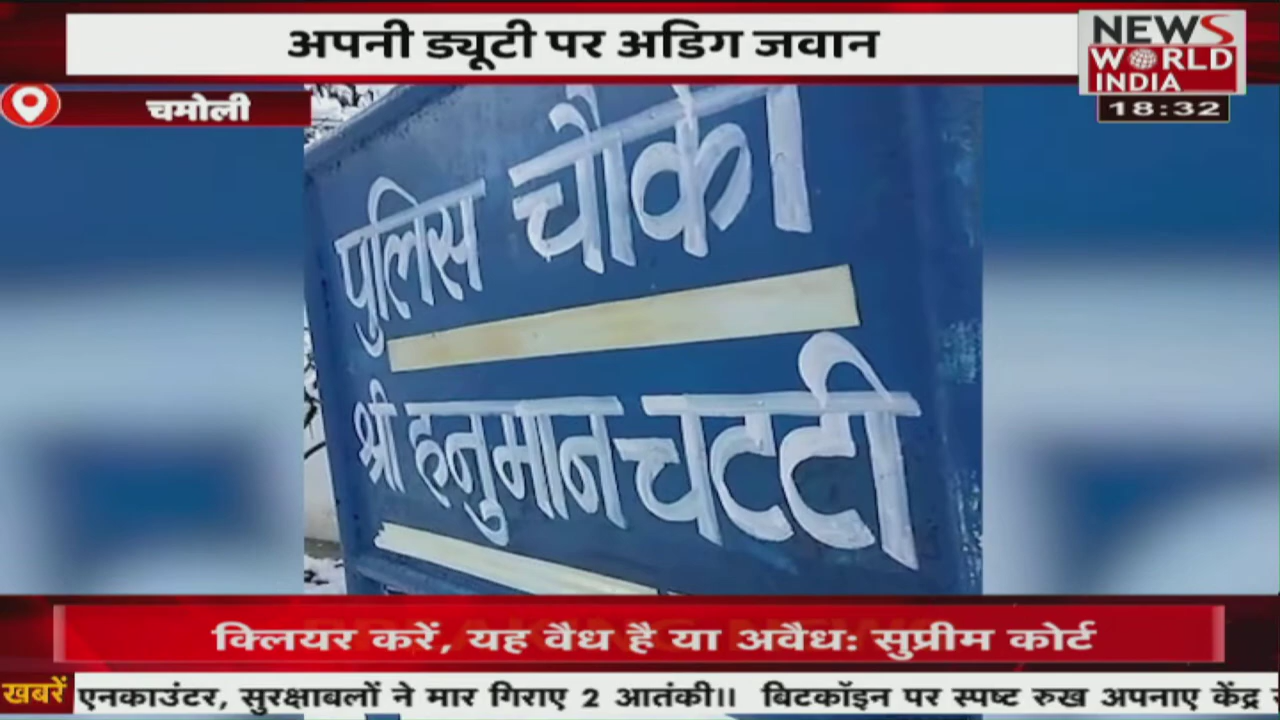 अपनी ड्यूटी पर अडिग जवान
NEWS
WORLD
INDIA
18:32
चमोली
पुलिस चौकी
श्री हनुमानचटटी
क्लियर करें, यह वैध है या अवैध: सुप्रीम कोर्ट
खबरें एनकाउंटर, सुरक्षाबलों ने मार गिराए 2 आतंकी।। बिटकॉइन पर स्पष्ट रुख अपनाए केंद्र